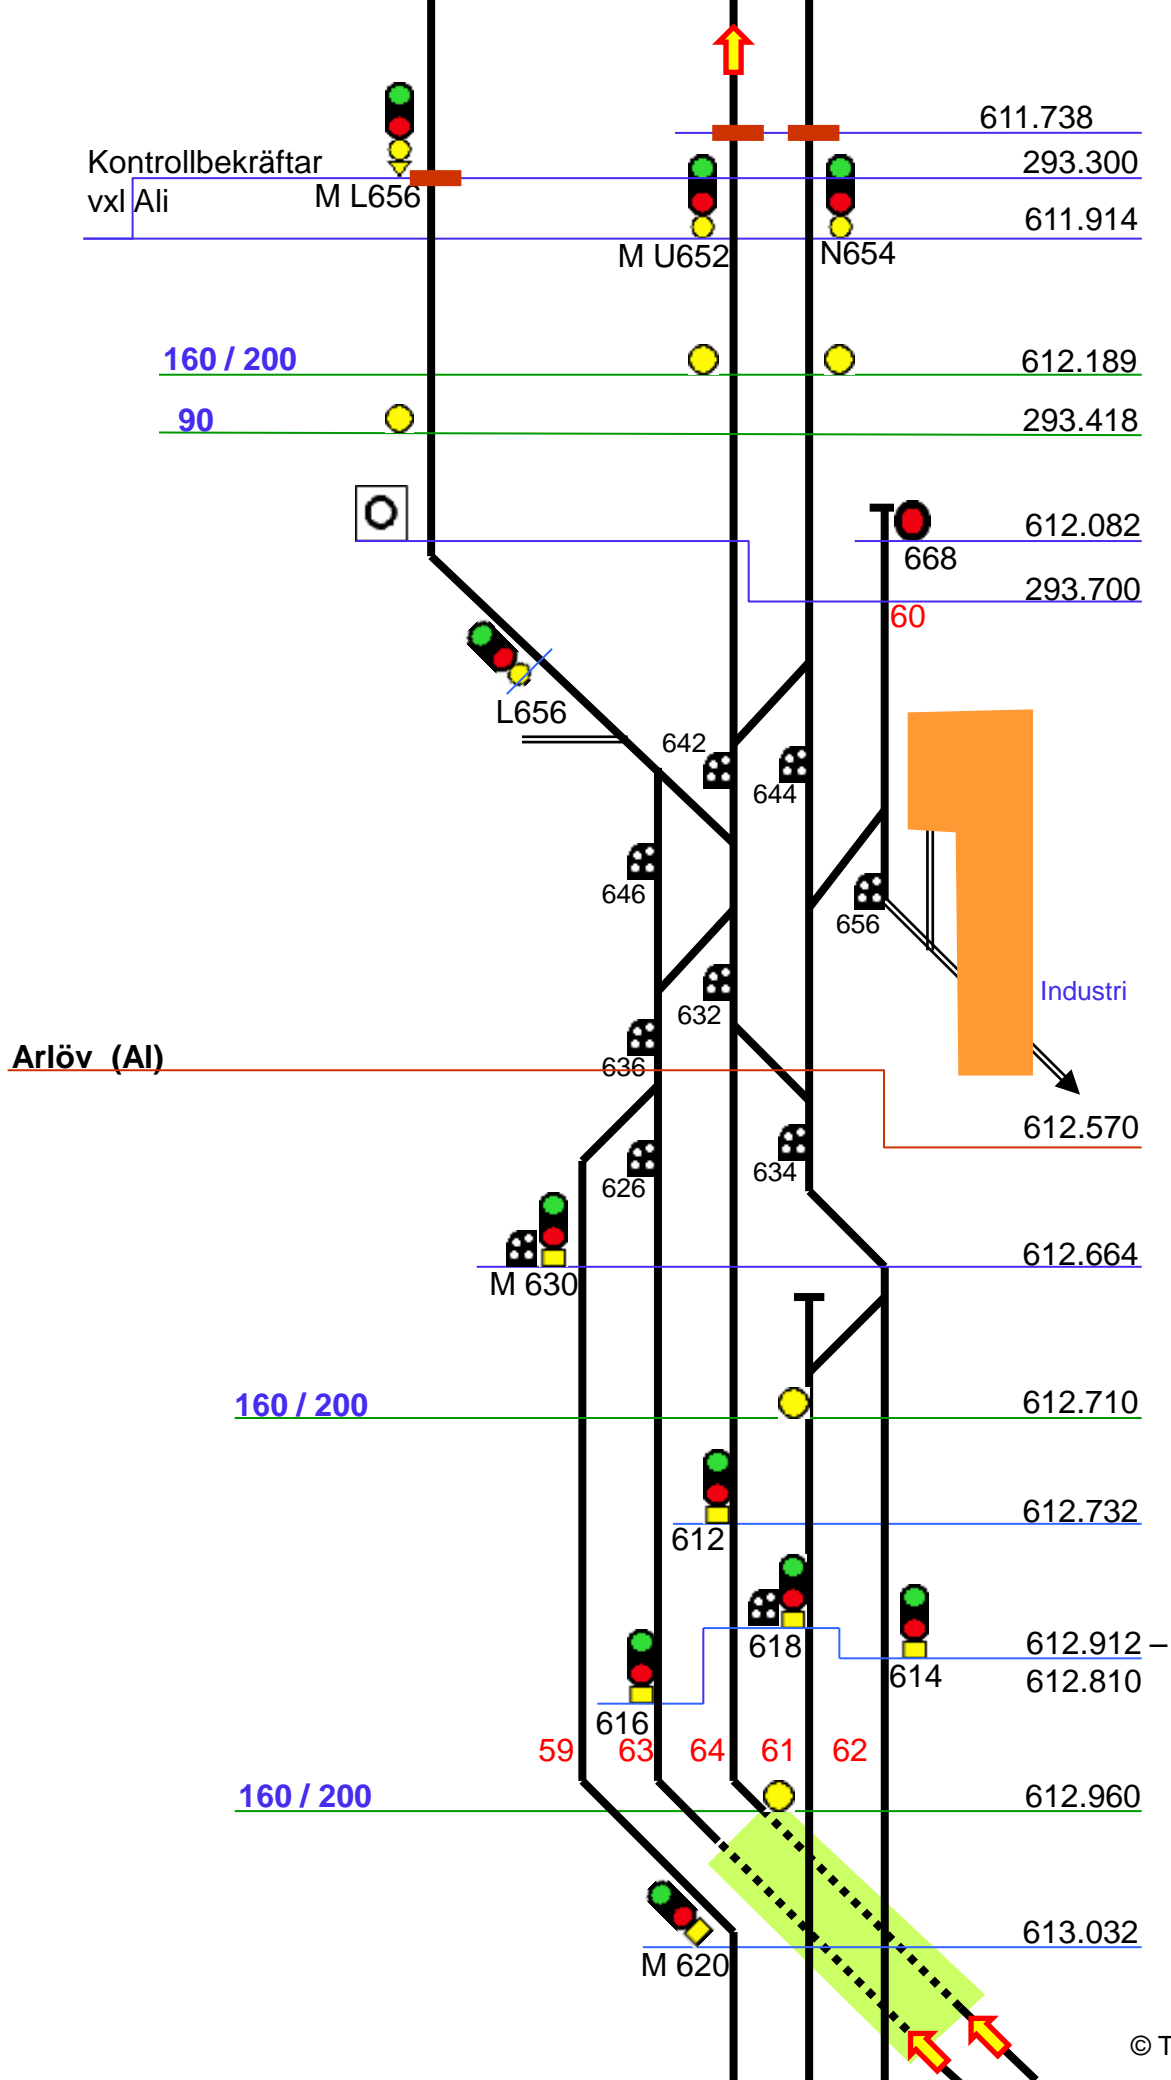 611.738
Kontrollbekräftar
293.300
vxl Ali
M L656
611.914
M U652
N654
160 / 200
612.189
90
293.418
612.082
668
293.700
60
L656
642
644
646
656
Industri
632
Arlöv (Al)
636
612.570
634
626
612.664
M 630
160 / 200
612.710
612.732
612
612.912 –
618
614
612.810
616
59
63
64
61
62
160 / 200
612.960
613.032
M 620
© T